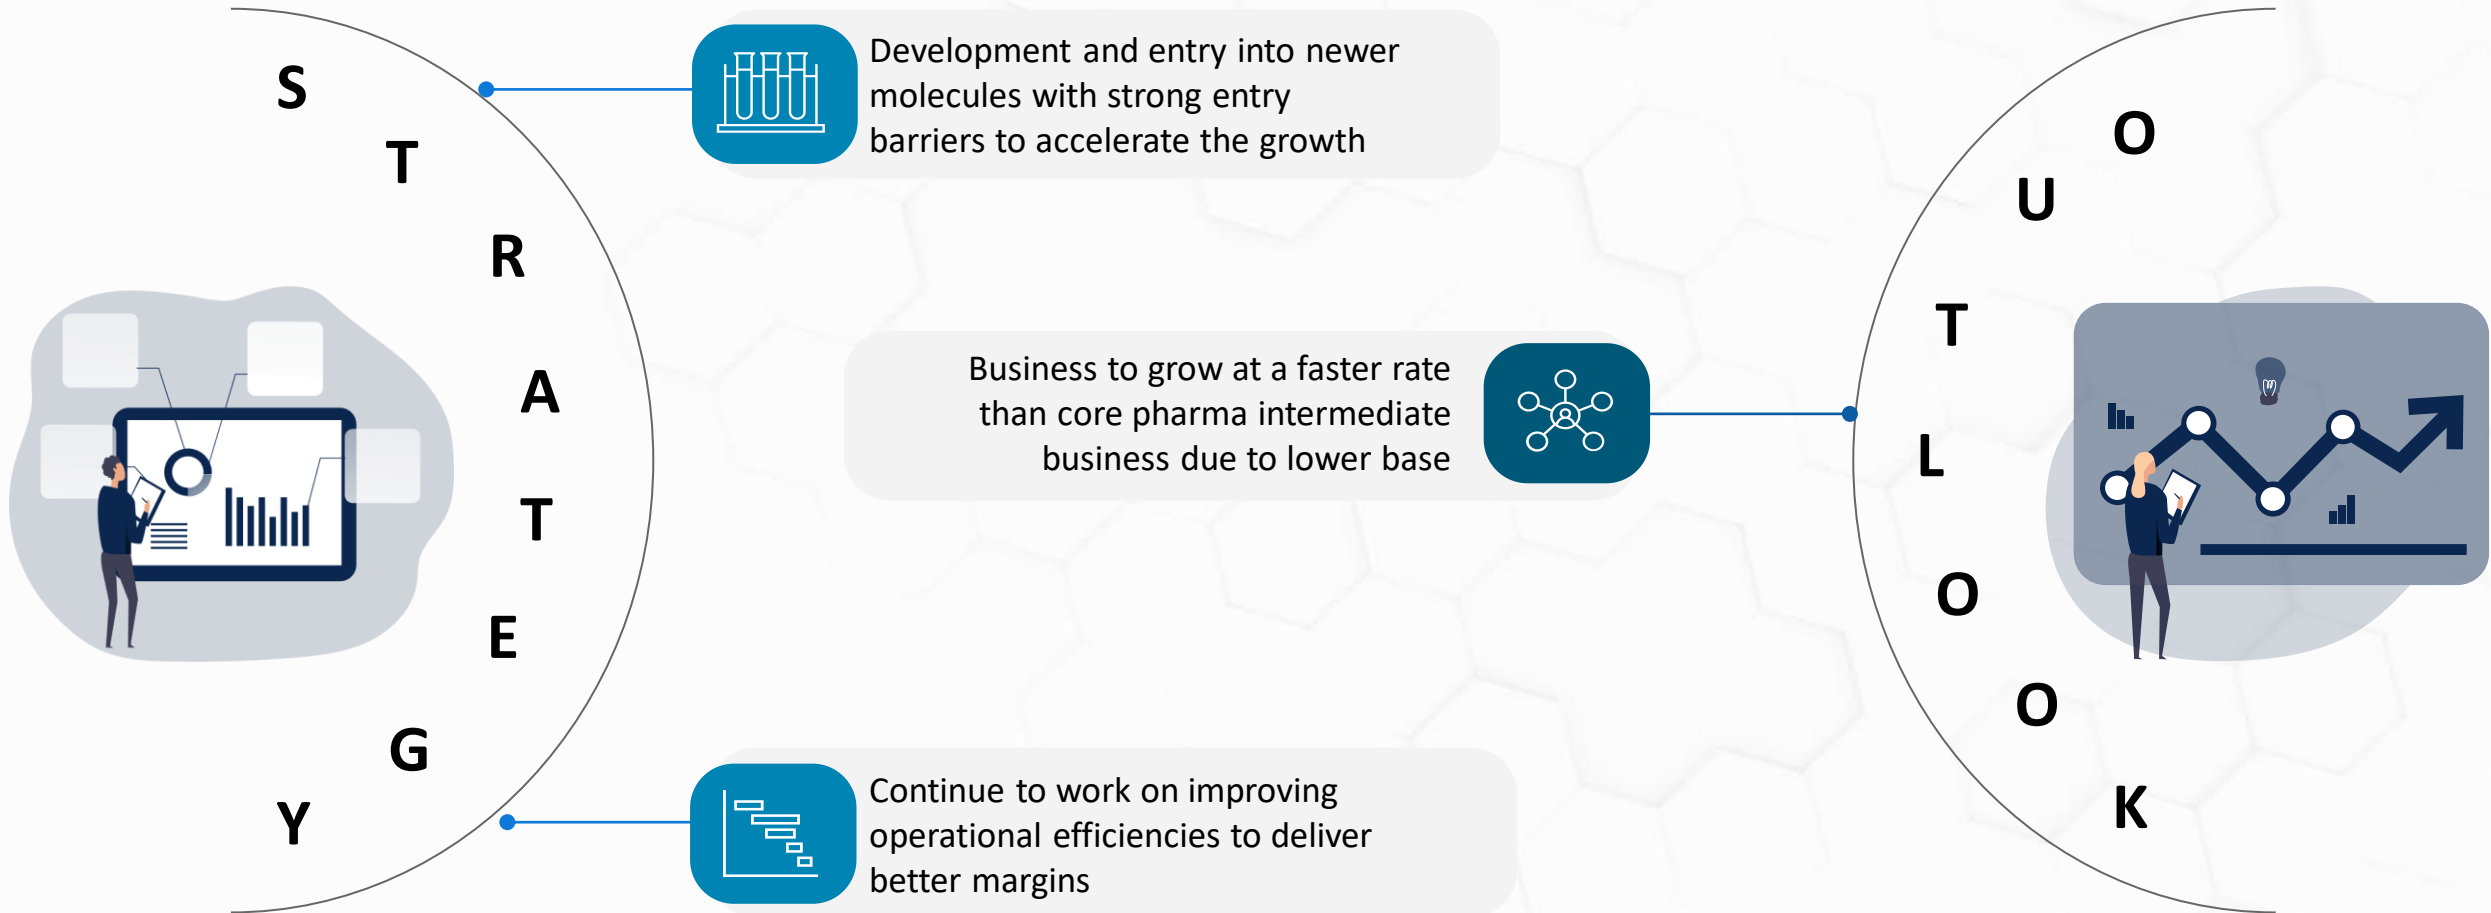 STRATEGY
Development and entry into newer
molecules with strong entry
barriers to accelerate the growth
Continue to work on improving
operational efficiencies to deliver
better margins
OUTLOOK
Business to grow at a faster rate
than core pharma intermediate
business due to lower base